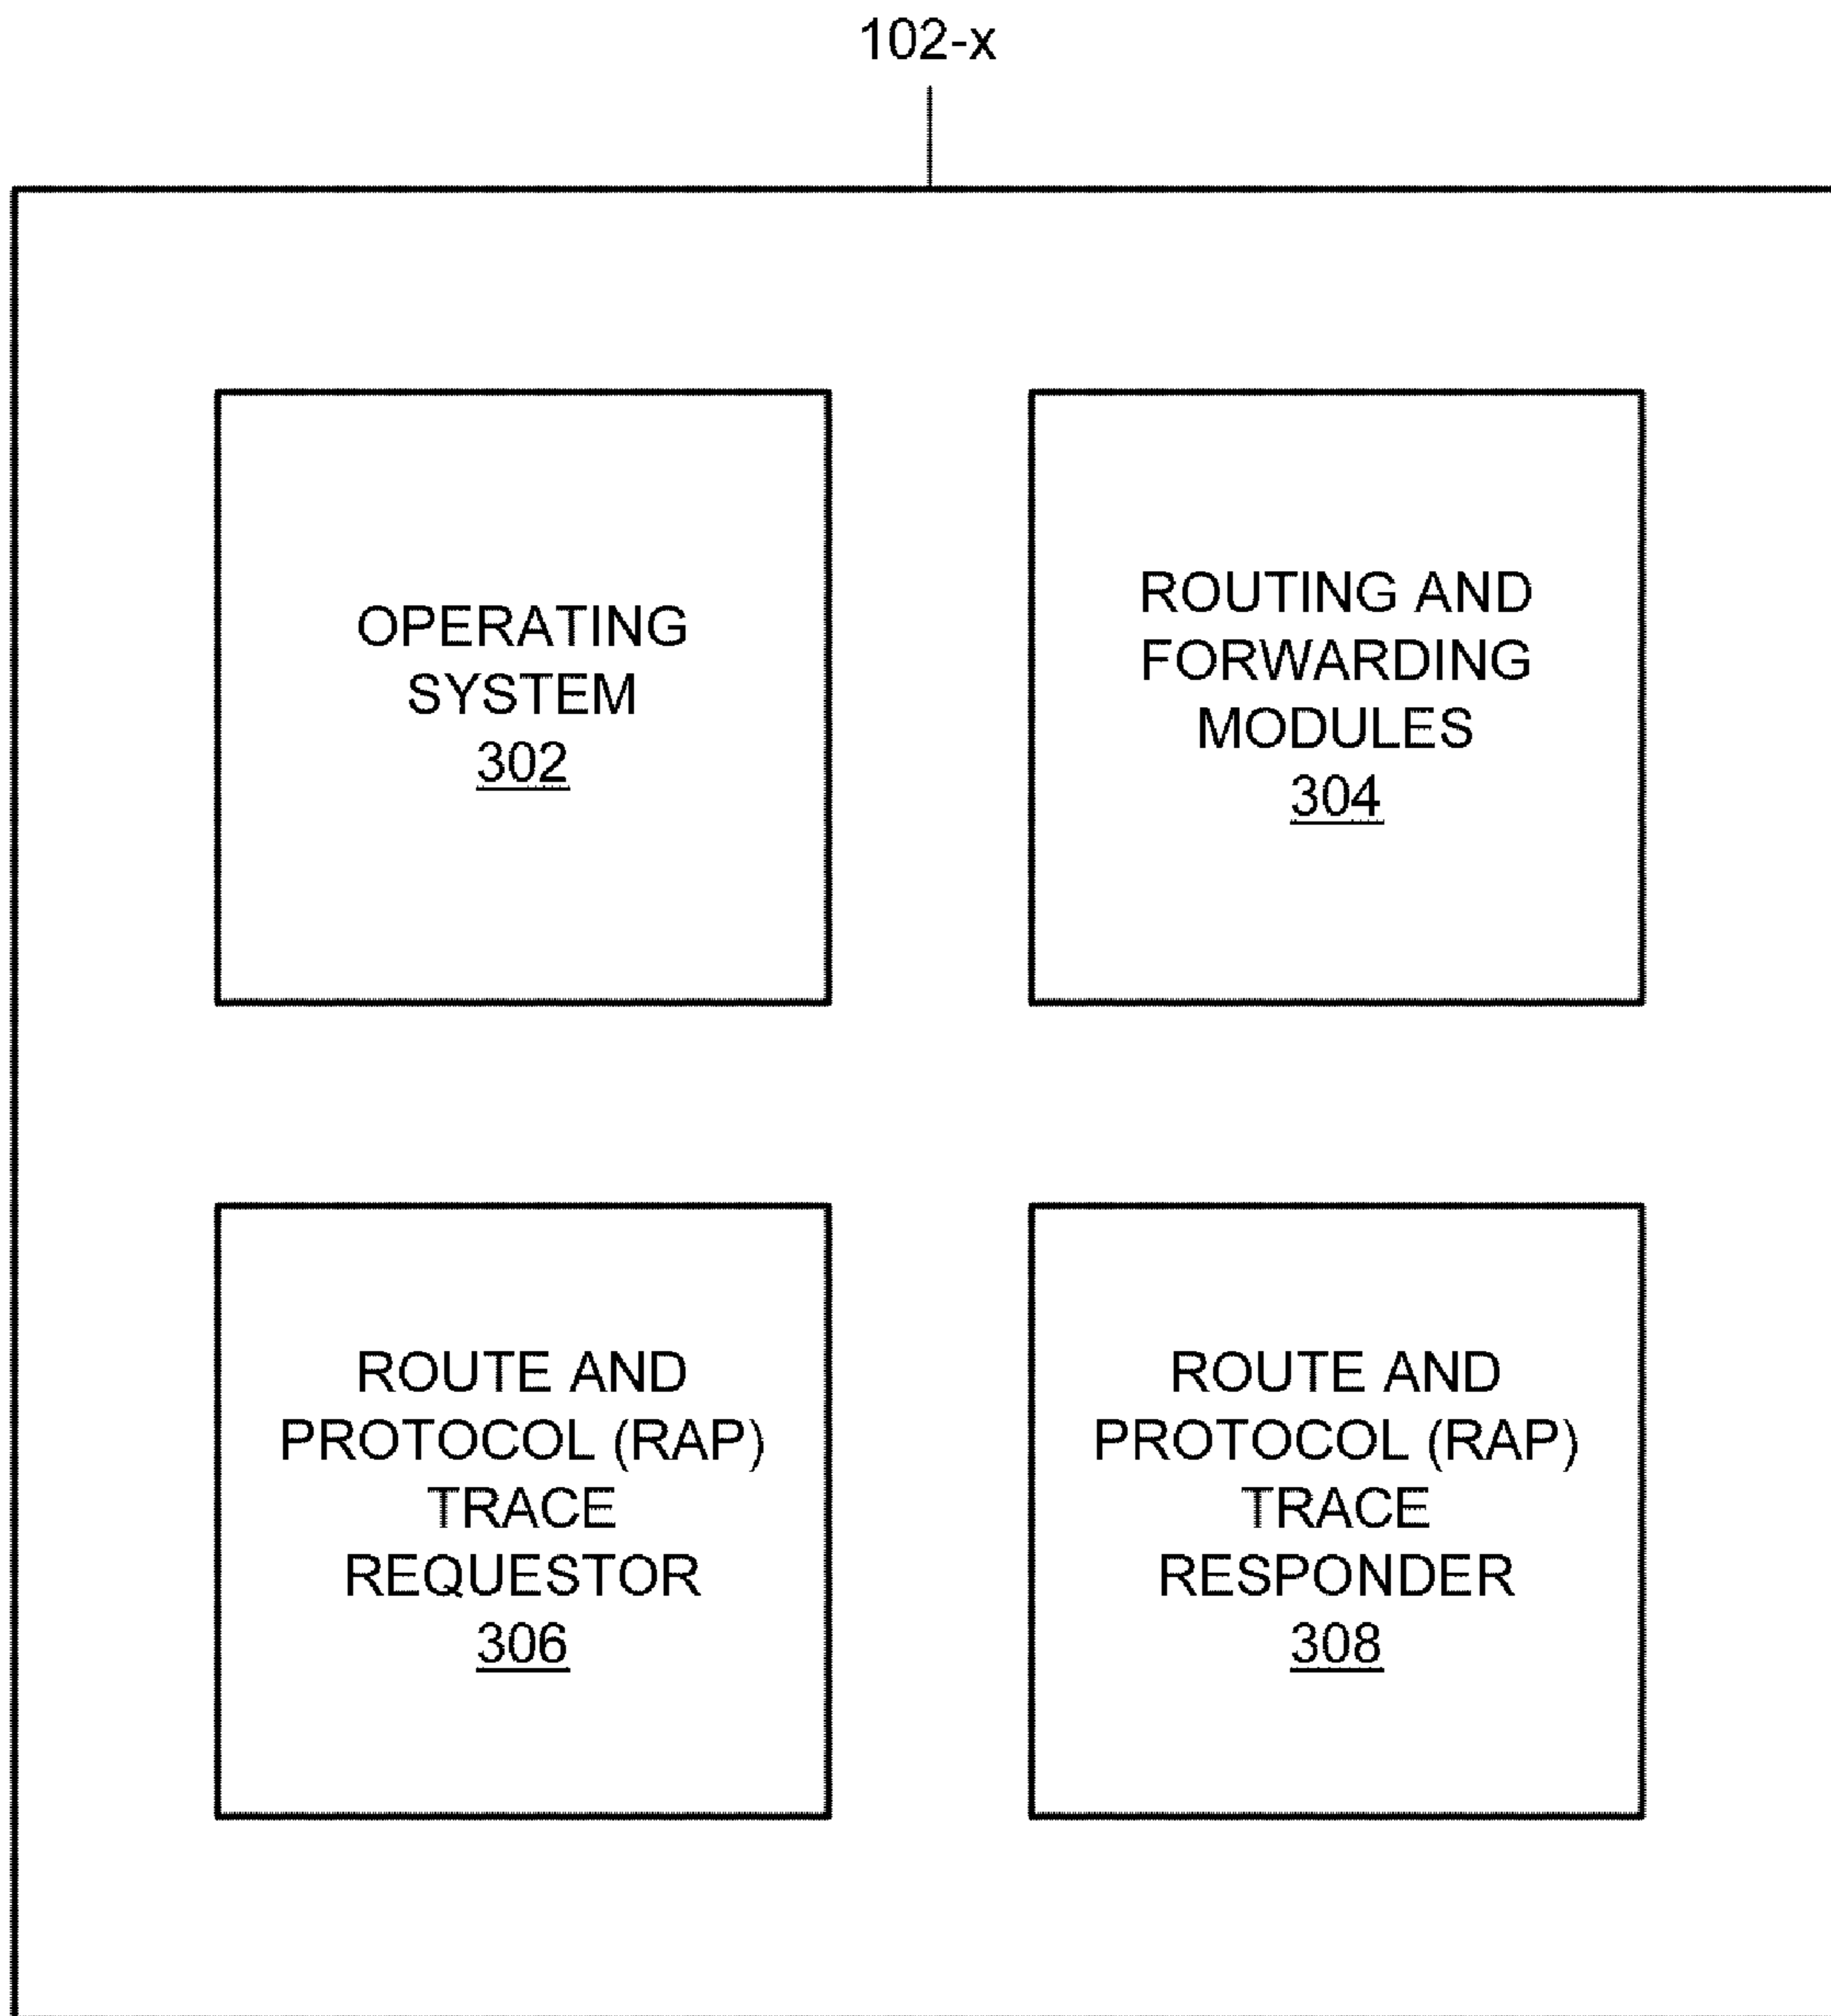 102-x
OPERATING
SYSTEM
302
ROUTING AND
FORWARDING
MODULES
304
ROUTE AND
PROTOCOL (RAP)
TRACE
REQUESTOR
306
ROUTE AND
PROTOCOL (RAP)
TRACE
RESPONDER
308